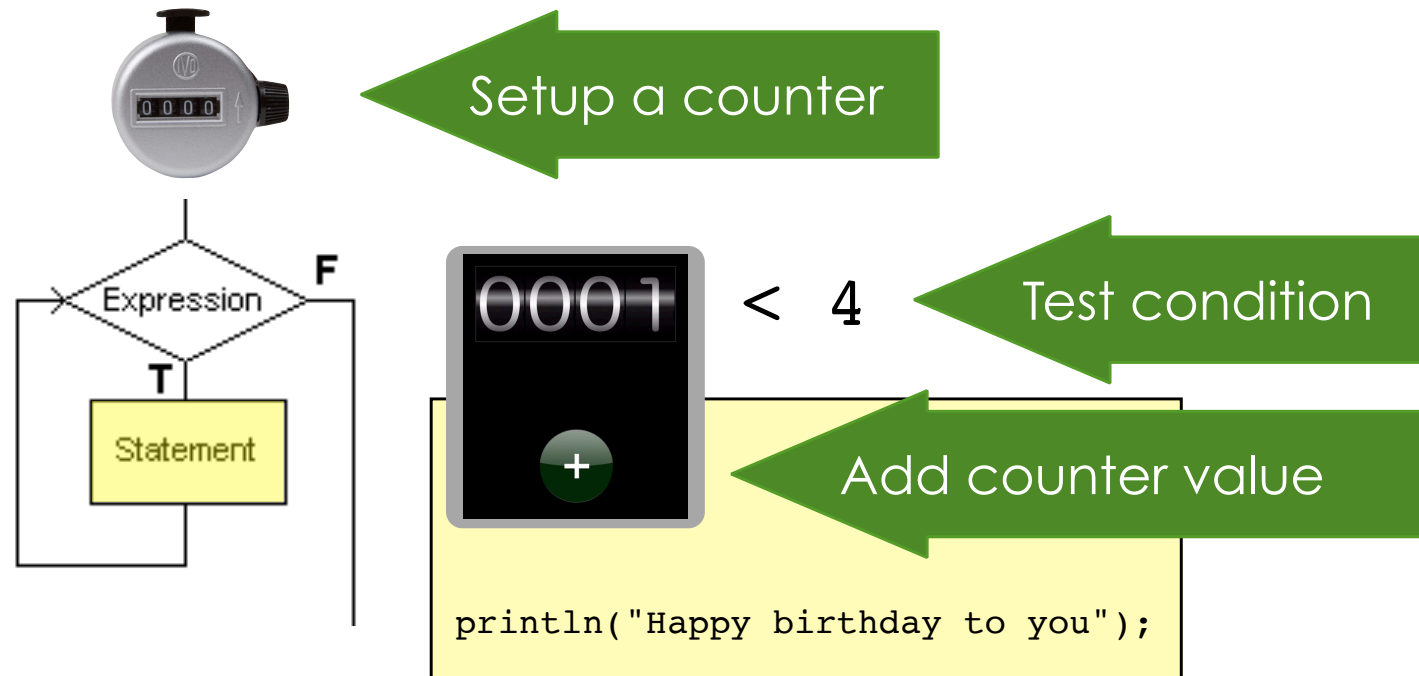 Setup a counter
0000
F
Expression
T
Statement
0001
< 4
Test condition
+
Add counter value
println("Happy birthday to you");